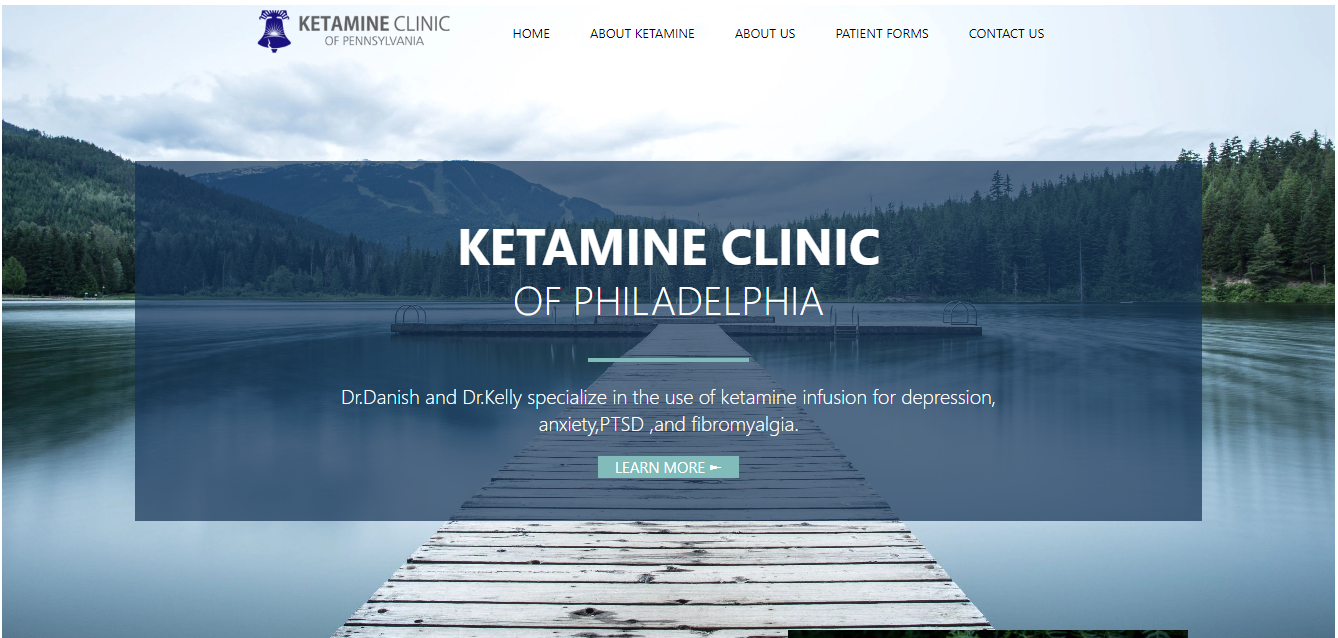 KETAMINE CLINIC
OF PENNSYLVANIA
HOME
ABOUT KETAMINE
ABOUT US
PATIENT FORMS
CONTACT US
KETAMINE CLINIC
OF PHILADELPHIA
Dr.Danish and Dr.Kelly specialize in the use of ketamine infusion for depression,
anxiety,PTSD ,and fibromyalgia.
LEARN MORE ►